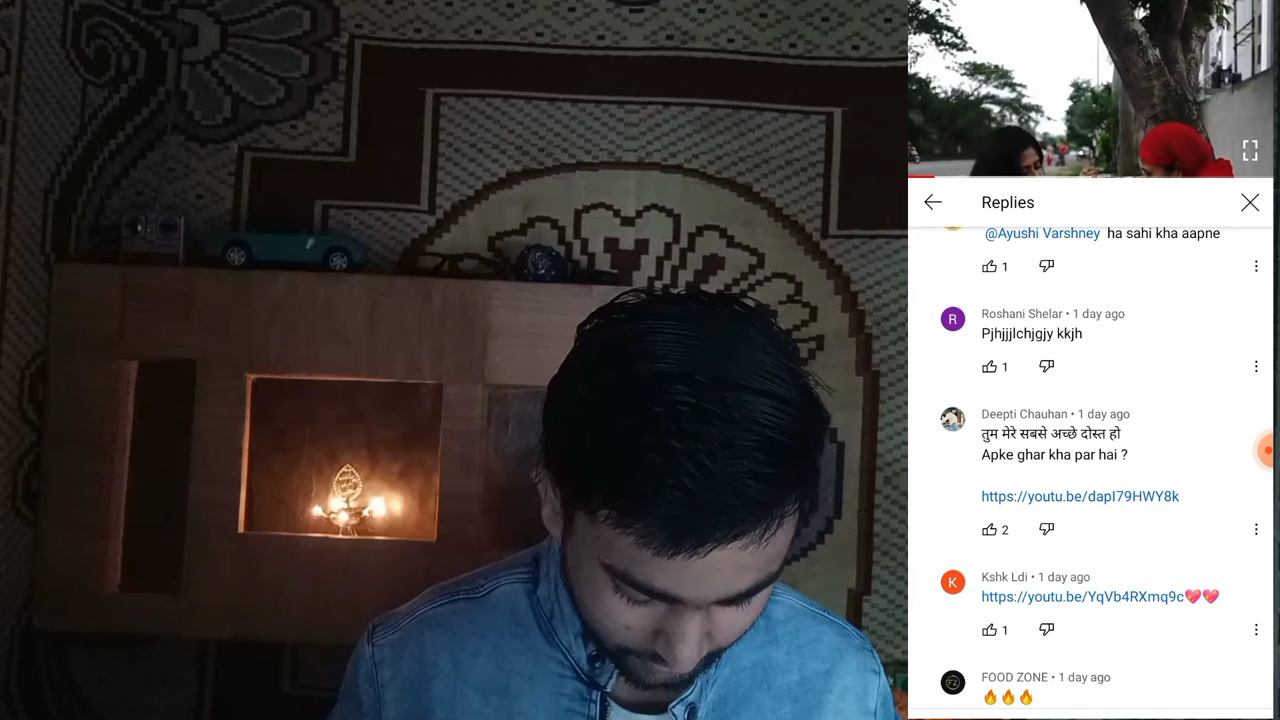 Replies
@Ayushi Varshney ha sahi kha aapne
1
R
Roshani Shelar • 1 day ago
Pjhjjjlchjgjy kkjh
1
Deepti Chauhan • 1 day ago
तुम मेरे सबसे अच्छे दोस्त हो
Apke ghar kha par hai ?
https://youtu.be/dapI79HWY8k
2
K
Kshk Ldi • 1 day ago
https://youtu.be/YqVb4RXmq9c💖💖
1
FZ
FOOD ZONE • 1 day ago
🔥🔥🔥